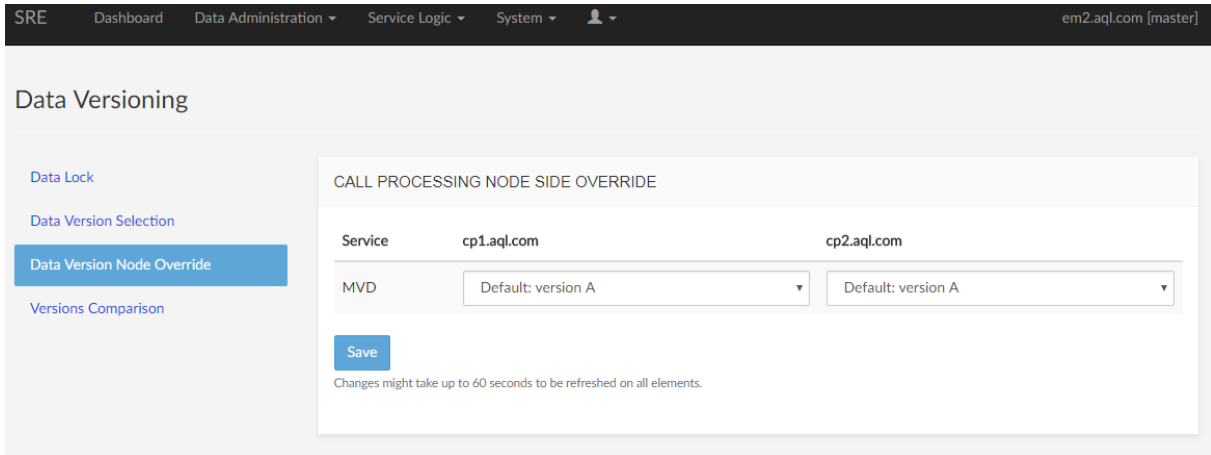 SRE Dashboard Data Administration Service Logic System em2.aql.com [master]
Data Versioning
Data Lock
Data Version Selection
Data Version Node Override
Versions Comparison
CALL PROCESSING NODE SIDE OVERRIDE
Service cp1.aql.com cp2.aql.com
MVD Default: version A Default: version A
Save
Changes might take up to 60 seconds to be refreshed on all elements.